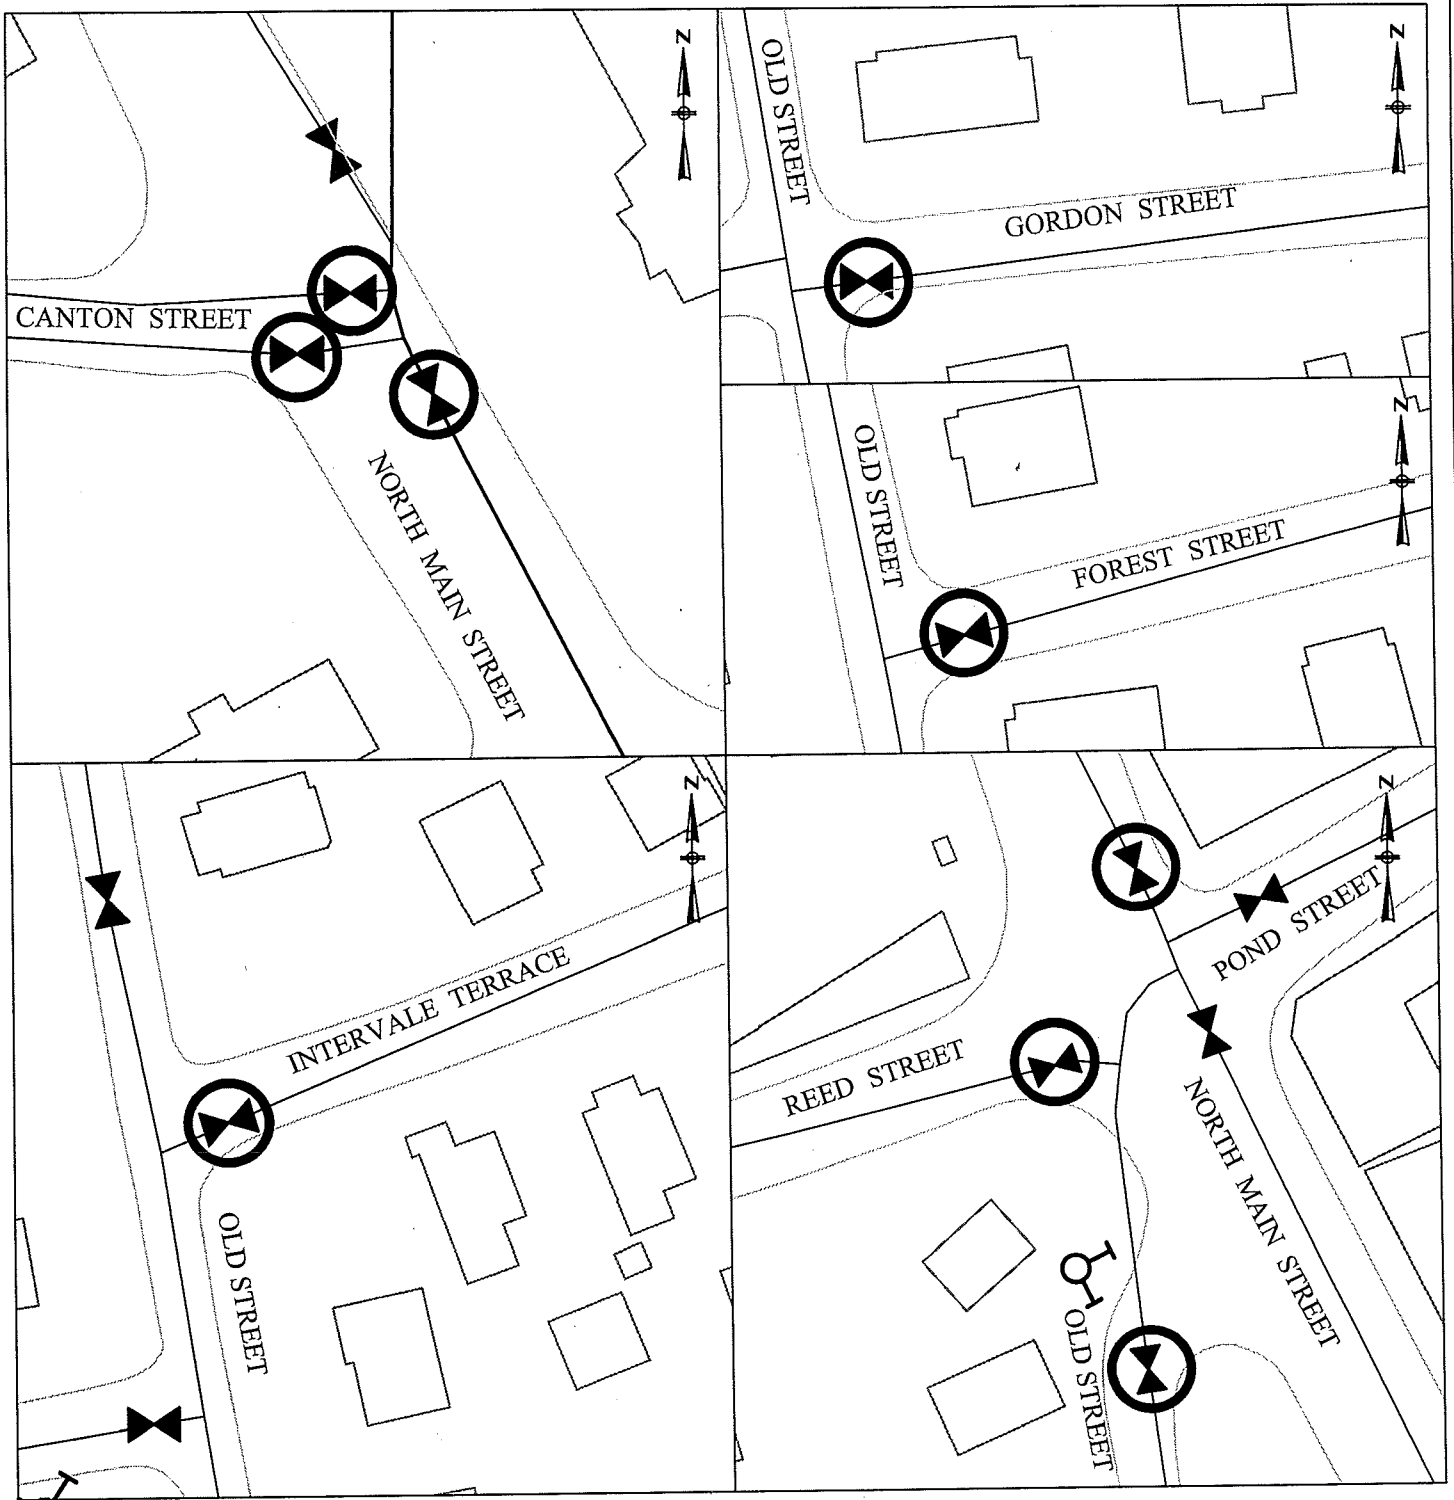 N
CANTON STREET
NORTH MAIN STREET
N
OLD STREET
GORDON STREET
N
OLD STREET
FOREST STREET
N
INTERVALE TERRACE
OLD STREET
N
POND STREET
REED STREET
NORTH MAIN STREET
OLD STREET